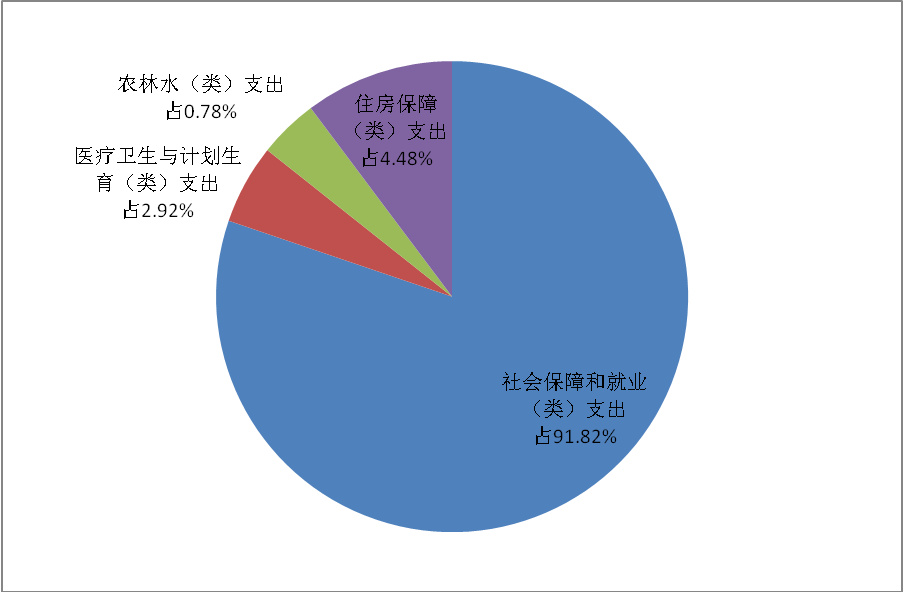 农林水（类）支出
占0.78%
住房保障
（类）支出
占4.48%
医疗卫生与计划生
育（类）支出
占2.92%
社会保障和就业
（类）支出
占91.82%